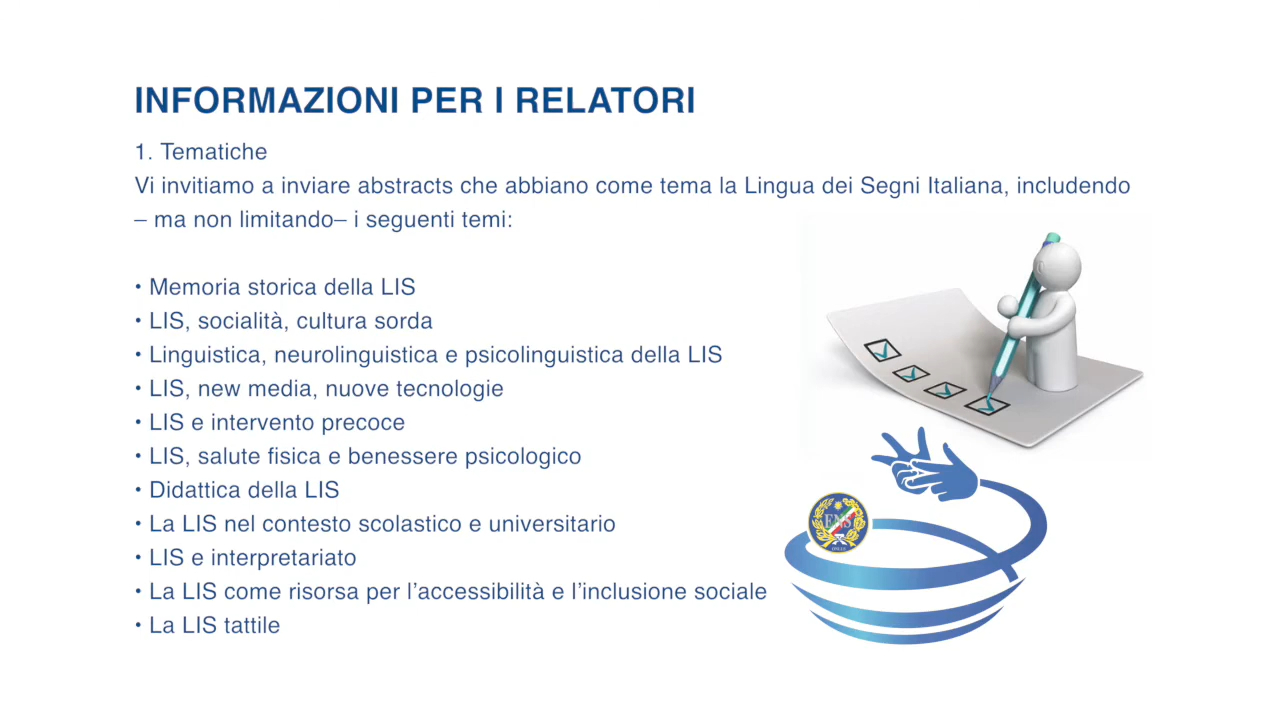 INFORMAZIONI PER I RELATORI
1. Tematiche
Vi invitiamo a inviare abstracts che abbiano come tema la Lingua dei Segni Italiana, includendo
– ma non limitando– i seguenti temi:
• Memoria storica della LIS
• LIS, socialità, cultura sorda
• Linguistica, neurolinguistica e psicolinguistica della LIS
• LIS, new media, nuove tecnologie
• LIS e intervento precoce
• LIS, salute fisica e benessere psicologico
• Didattica della LIS
• La LIS nel contesto scolastico e universitario
• LIS e interpretariato
• La LIS come risorsa per l’accessibilità e l’inclusione sociale
• La LIS tattile
ENS